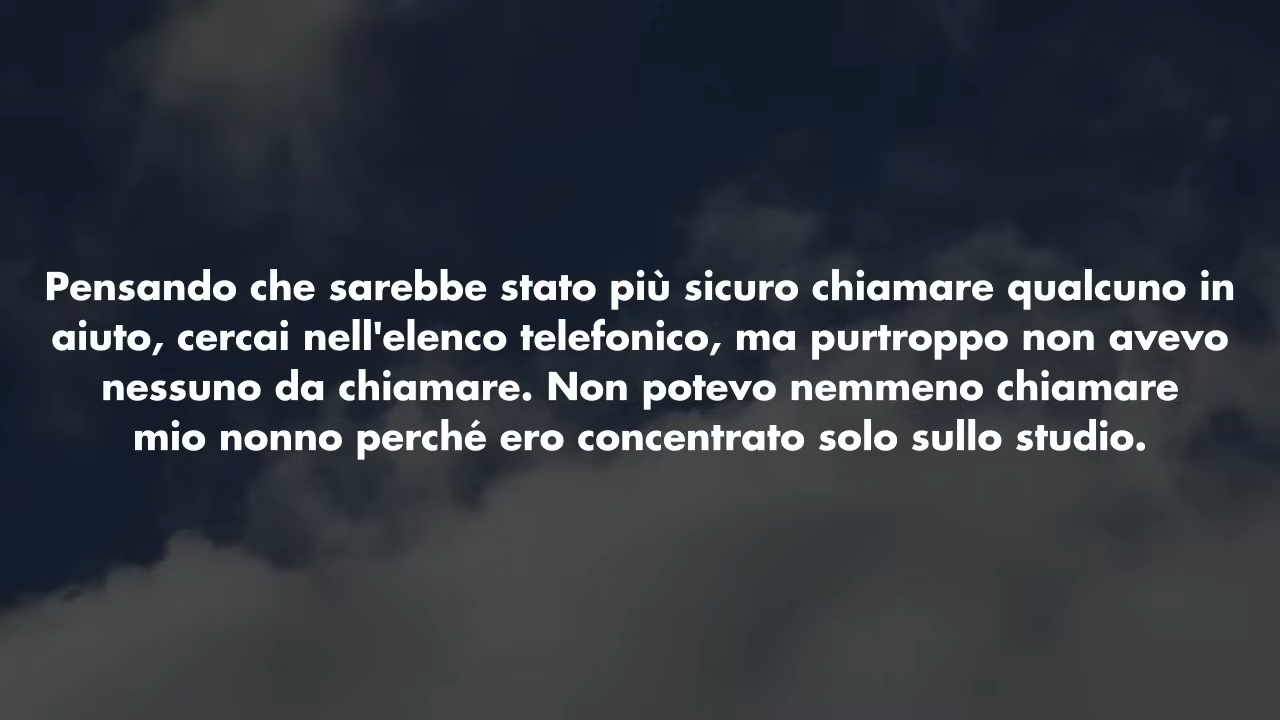 Pensando che sarebbe stato più sicuro chiamare qualcuno in
aiuto, cercai nell'elenco telefonico, ma purtroppo non avevo
nessuno da chiamare. Non potevo nemmeno chiamare
mio nonno perché ero concentrato solo sullo studio.